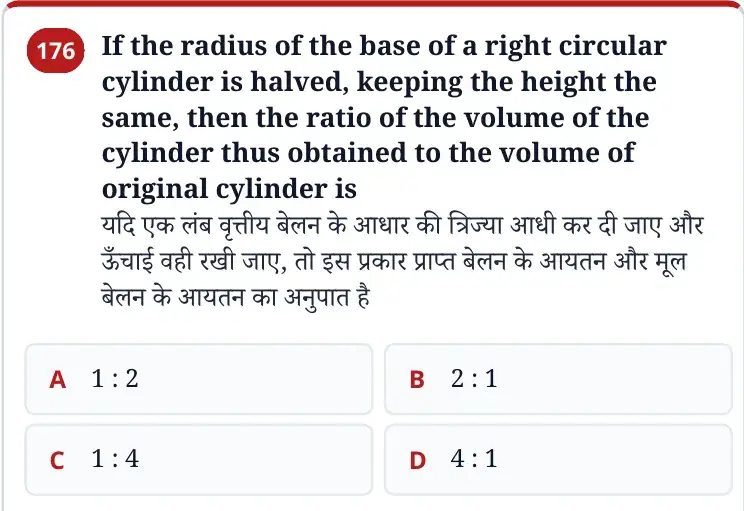 176 If the radius of the base of a right circular
cylinder is halved, keeping the height the
same, then the ratio of the volume of the
cylinder thus obtained to the volume of
original cylinder is
यदि एक लंब वृत्तीय बेलन के आधार की त्रिज्या आधी कर दी जाए और
ऊँचाई वही रखी जाए, तो इस प्रकार प्राप्त बेलन के आयतन और मूल
बेलन के आयतन का अनुपात है
A 1 : 2
B 2 : 1
C 1 : 4
D 4 : 1